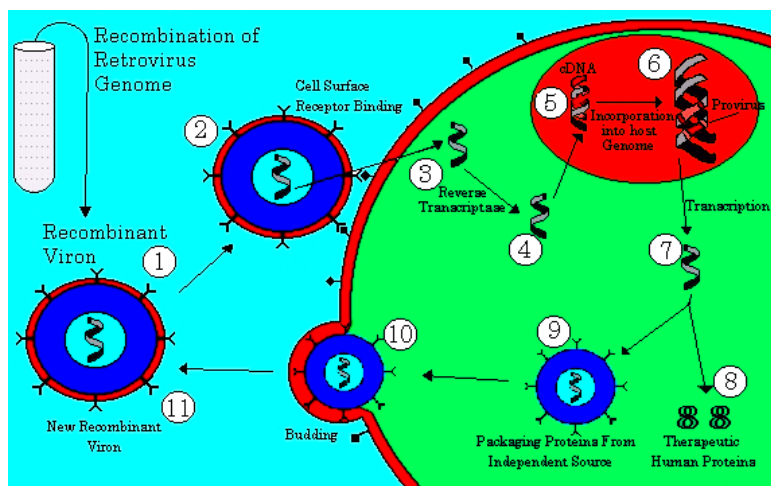 Recombination of
Retrovirus
Genome
Cell Surface
Receptor Binding
2
Recombinant
Viron
1
3
Reverse
Transcriptase
4
cDNA
5
6
Provirus
Incorporation
into host
Genome
Transcription
7
8
Therapeutic
Human Proteins
9
Packaging Proteins From
Independent Source
10
Budding
11
New Recombinant
Viron